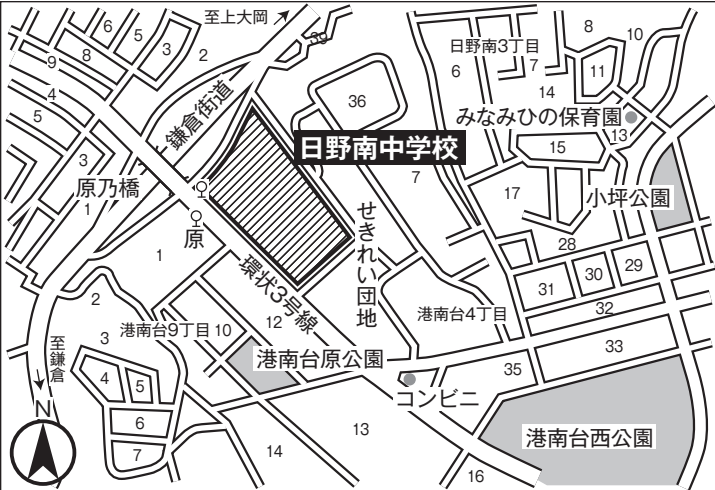 至上大岡
6
5
3
2
39
8
9
4
5
3
1
鎌倉街道
原乃橋
原
日野南中学校
36
7
せきれい団地
環状3号線
日野南3丁目
6
7
8
10
11
14
みなみひの保育園
13
15
17
小坪公園
28
31
30
29
32
33
35
港南台4丁目
1
12
2
港南台9丁目
10
3
4
5
6
7
至鎌倉
N
港南台原公園
コンビニ
港南台西公園
13
14
16